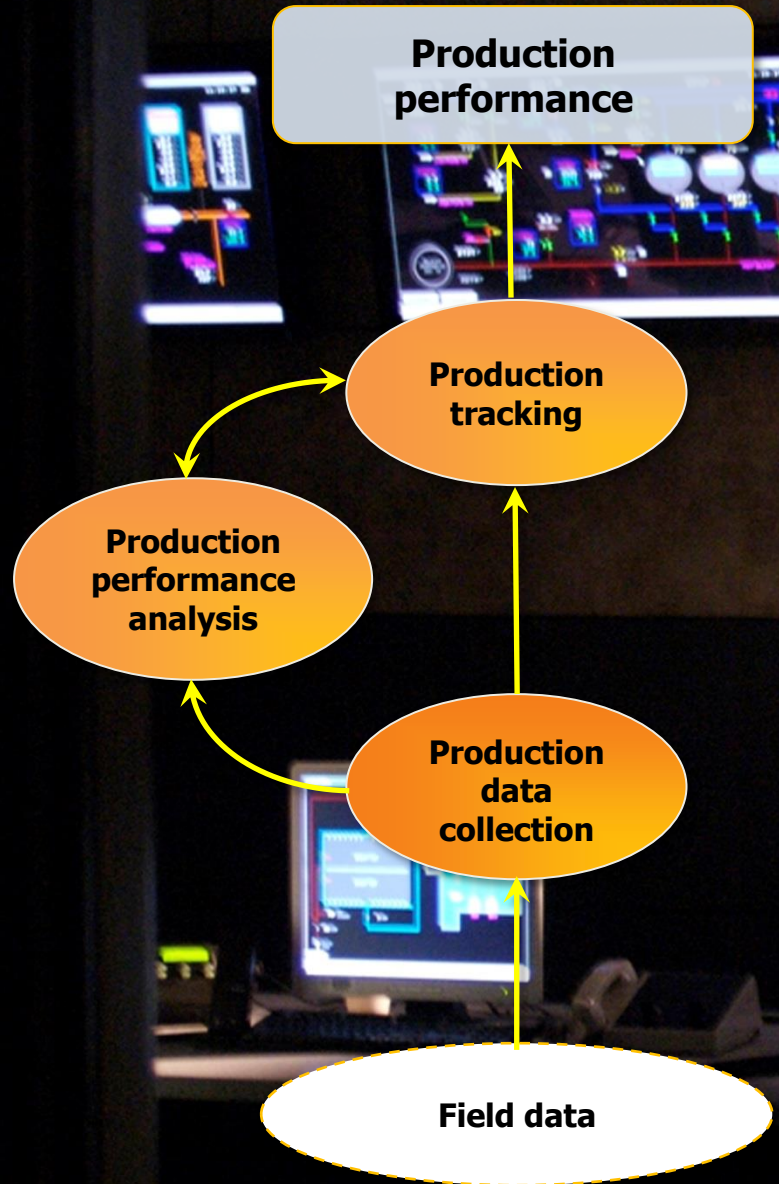 Production
performance
Production
tracking
Production
performance
analysis
Production
data
collection
Field data